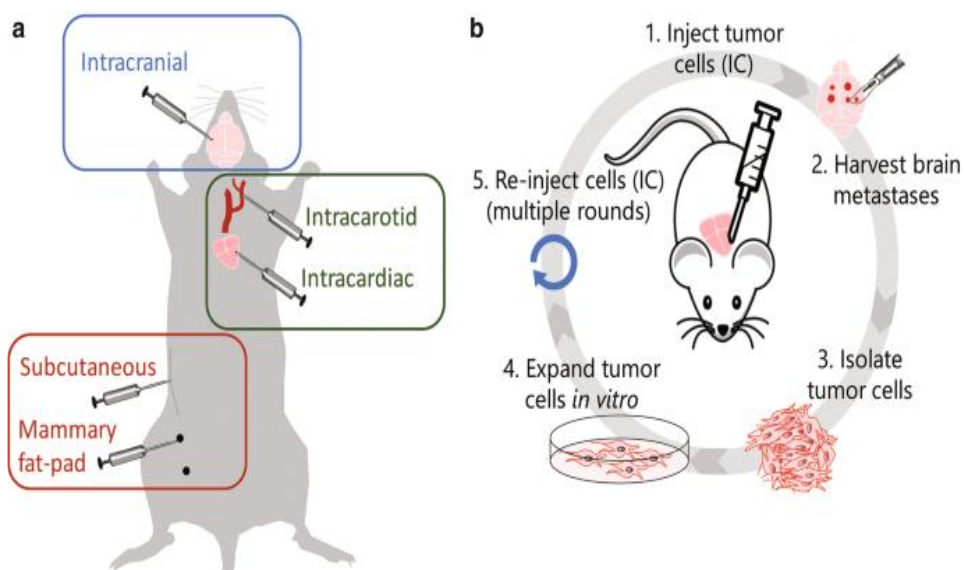 a
Intracranial
Intracarotid
Intracardiac
Subcutaneous
Mammary
fat-pad
b
1. Inject tumor
cells (IC)
2. Harvest brain
metastases
3. Isolate
tumor cells
4. Expand tumor
cells in vitro
5. Re-inject cells (IC)
(multiple rounds)